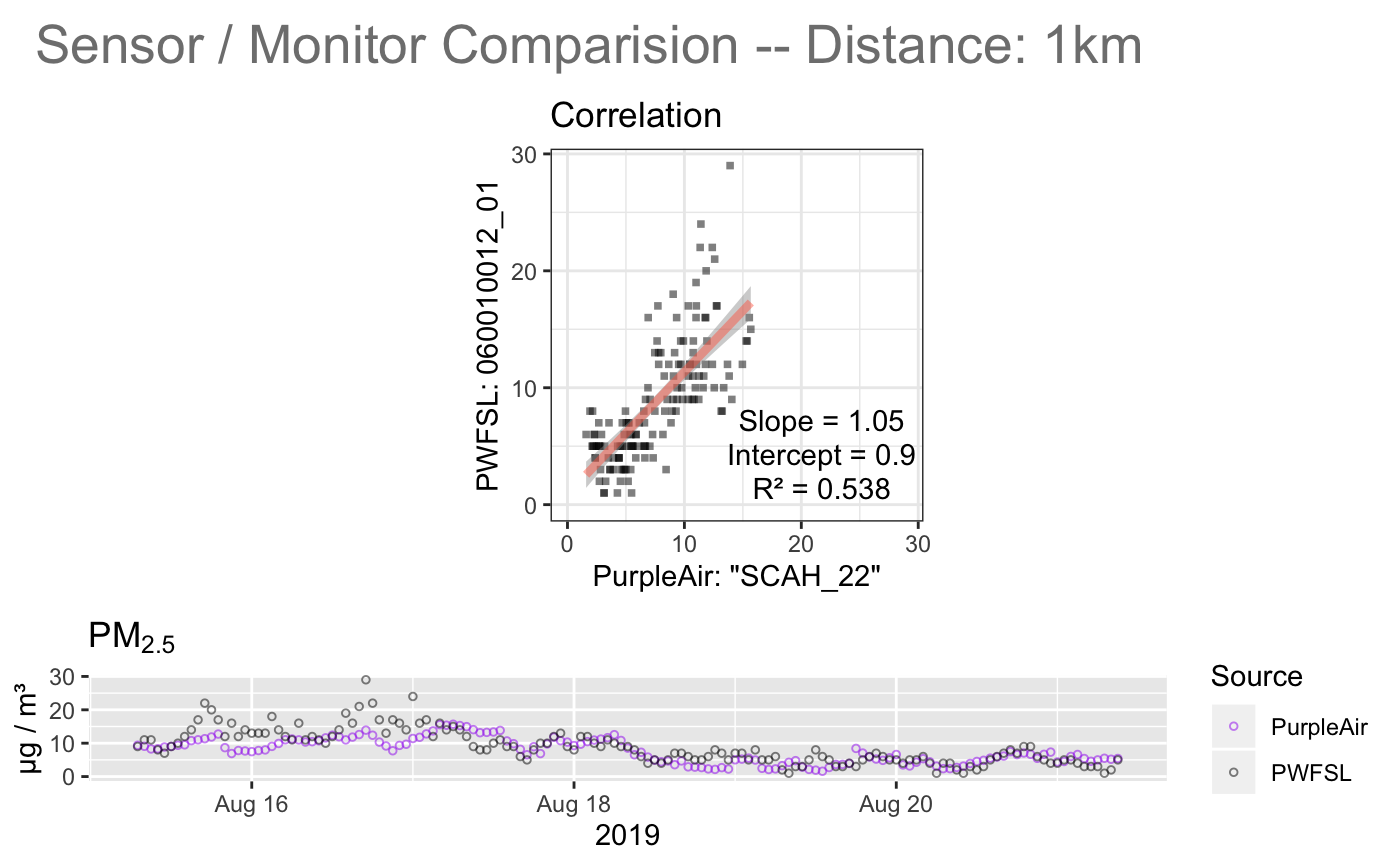 Sensor / Monitor Comparision -- Distance: 1km
Correlation
PWFSL: 060010012_01
30
20
10
0
Slope = 1.05
Intercept = 0.9
R² = 0.538
0 10 20 30
PurpleAir: "SCAH_22"
PM2.5
µg / m³
30
20
10
0
Aug 16 Aug 18 Aug 20
2019
Source
PurpleAir
PWFSL